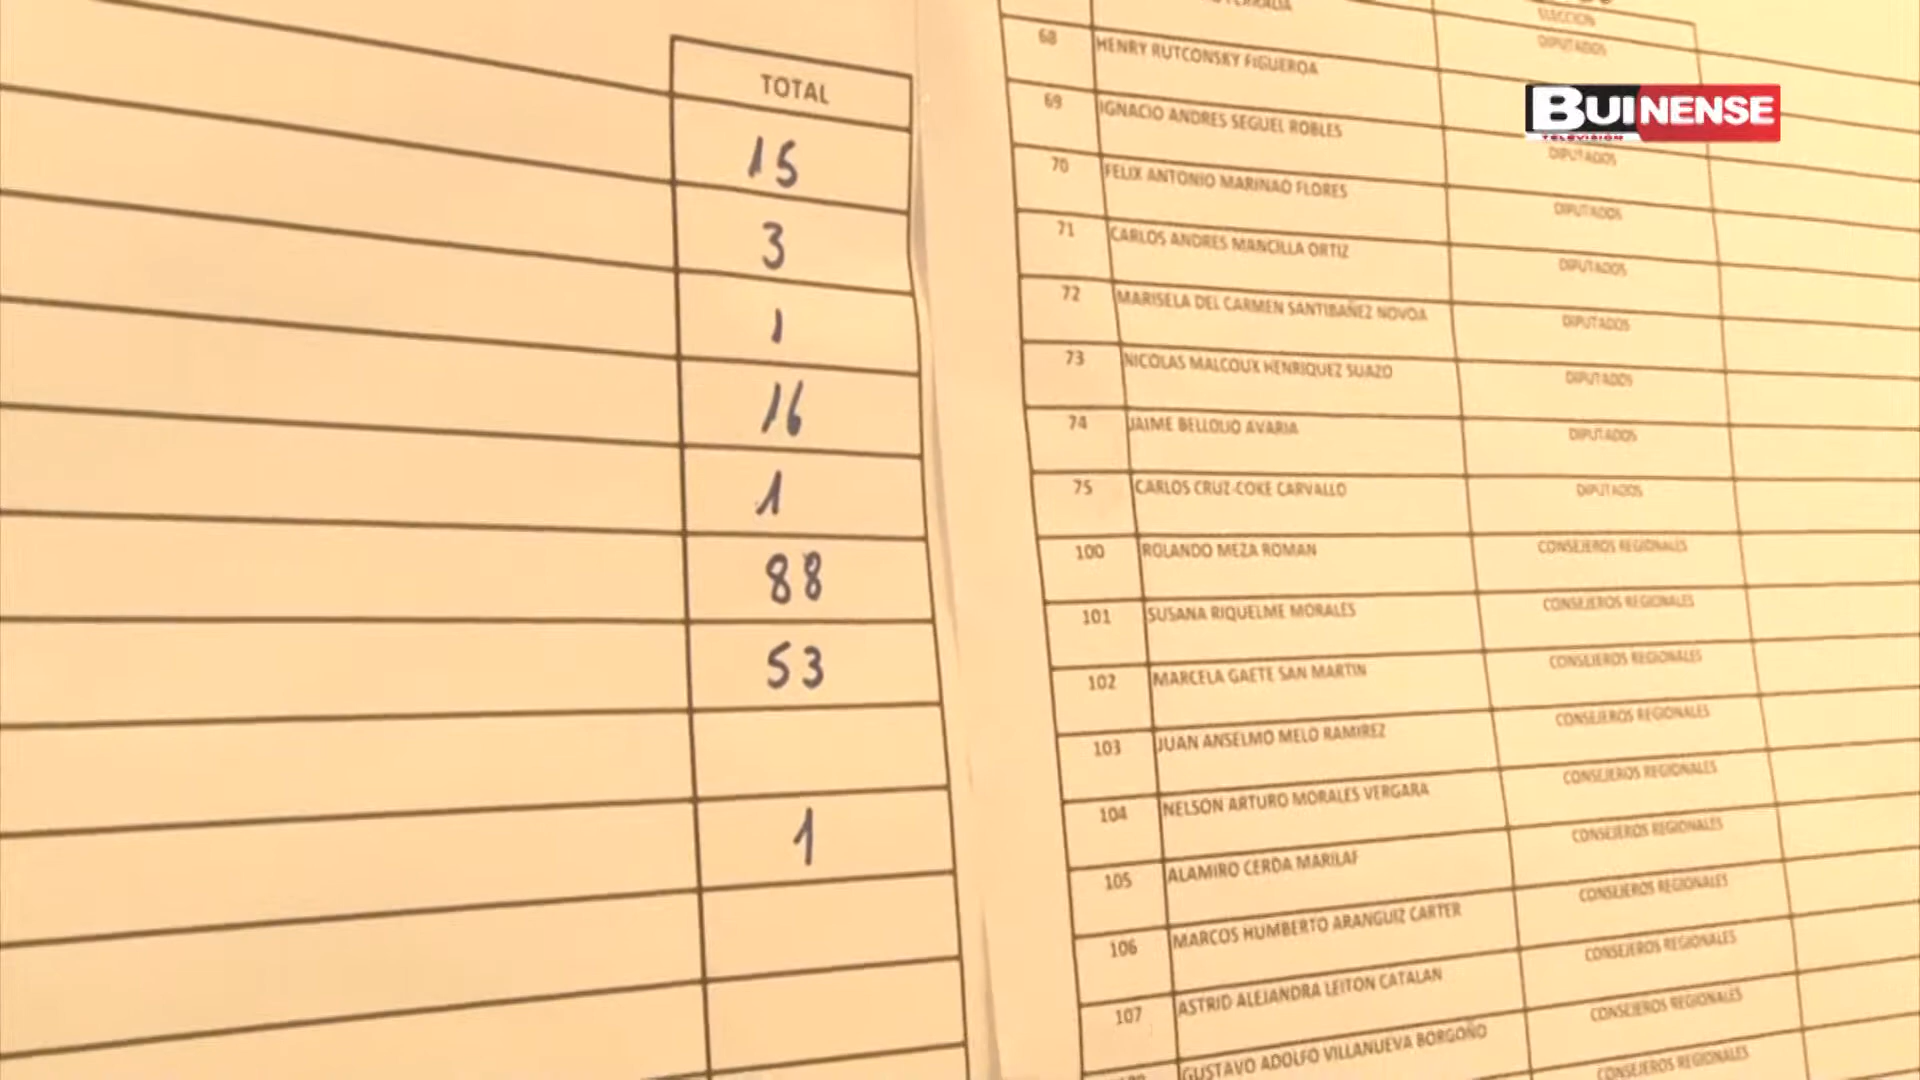 TOTAL
15
3
1
16
1
88
53
1
ELECCION
68 HENRY RUTCONSKY FIGUEROA DIPUTADOS
69 IGNACIO ANDRES SEGUEL ROBLES
70 FELIX ANTONIO MARINAO FLORES DIPUTADOS
71 CARLOS ANDRES MANCILLA ORTIZ DIPUTADOS
72 MARISELA DEL CARMEN SANTIBAÑEZ NOVOA DIPUTADOS
73 NICOLAS MALCOUX HENRIQUEZ SUAZO DIPUTADOS
74 JAIME BELLOLIO AVARIA DIPUTADOS
75 CARLOS CRUZ-COKE CARVALLO DIPUTADOS
100 ROLANDO MEZA ROMAN DIPUTADOS
101 SUSANA RIQUELME MORALES CONSEJEROS REGIONALES
102 MARCELA GAETE SAN MARTIN CONSEJEROS REGIONALES
103 JUAN ANSELMO MELO RAMIREZ CONSEJEROS REGIONALES
104 NELSON ARTURO MORALES VERGARA CONSEJEROS REGIONALES
105 ALAMIRO CERDA MARILAF CONSEJEROS REGIONALES
106 MARCOS HUMBERTO ARANGUIZ CARTER CONSEJEROS REGIONALES
107 ASTRID ALEJANDRA LEITON CATALAN CONSEJEROS REGIONALES
GUSTAVO ADOLFO VILLANUEVA BORGOÑO CONSEJEROS REGIONALES
CONSEJEROS REGIONALES
CONSEJEROS REGIONALES
BUINENSE
TELEVISIÓN